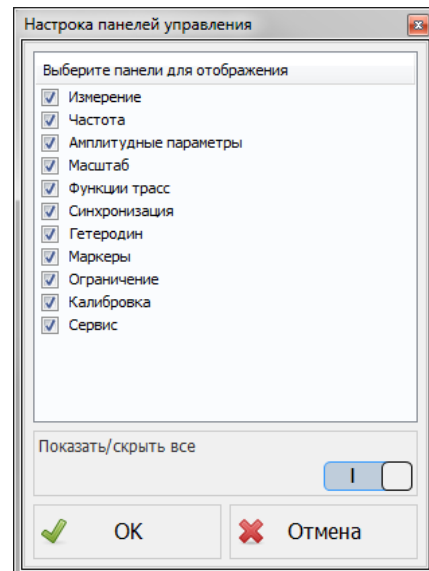 Настрока панелей управления
Выберите панели для отображения
Измерение
Частота
Амплитудные параметры
Масштаб
Функции трасс
Синхронизация
Гетеродин
Маркеры
Ограничение
Калибровка
Сервис
Показать/скрыть все
I
OK
Отмена